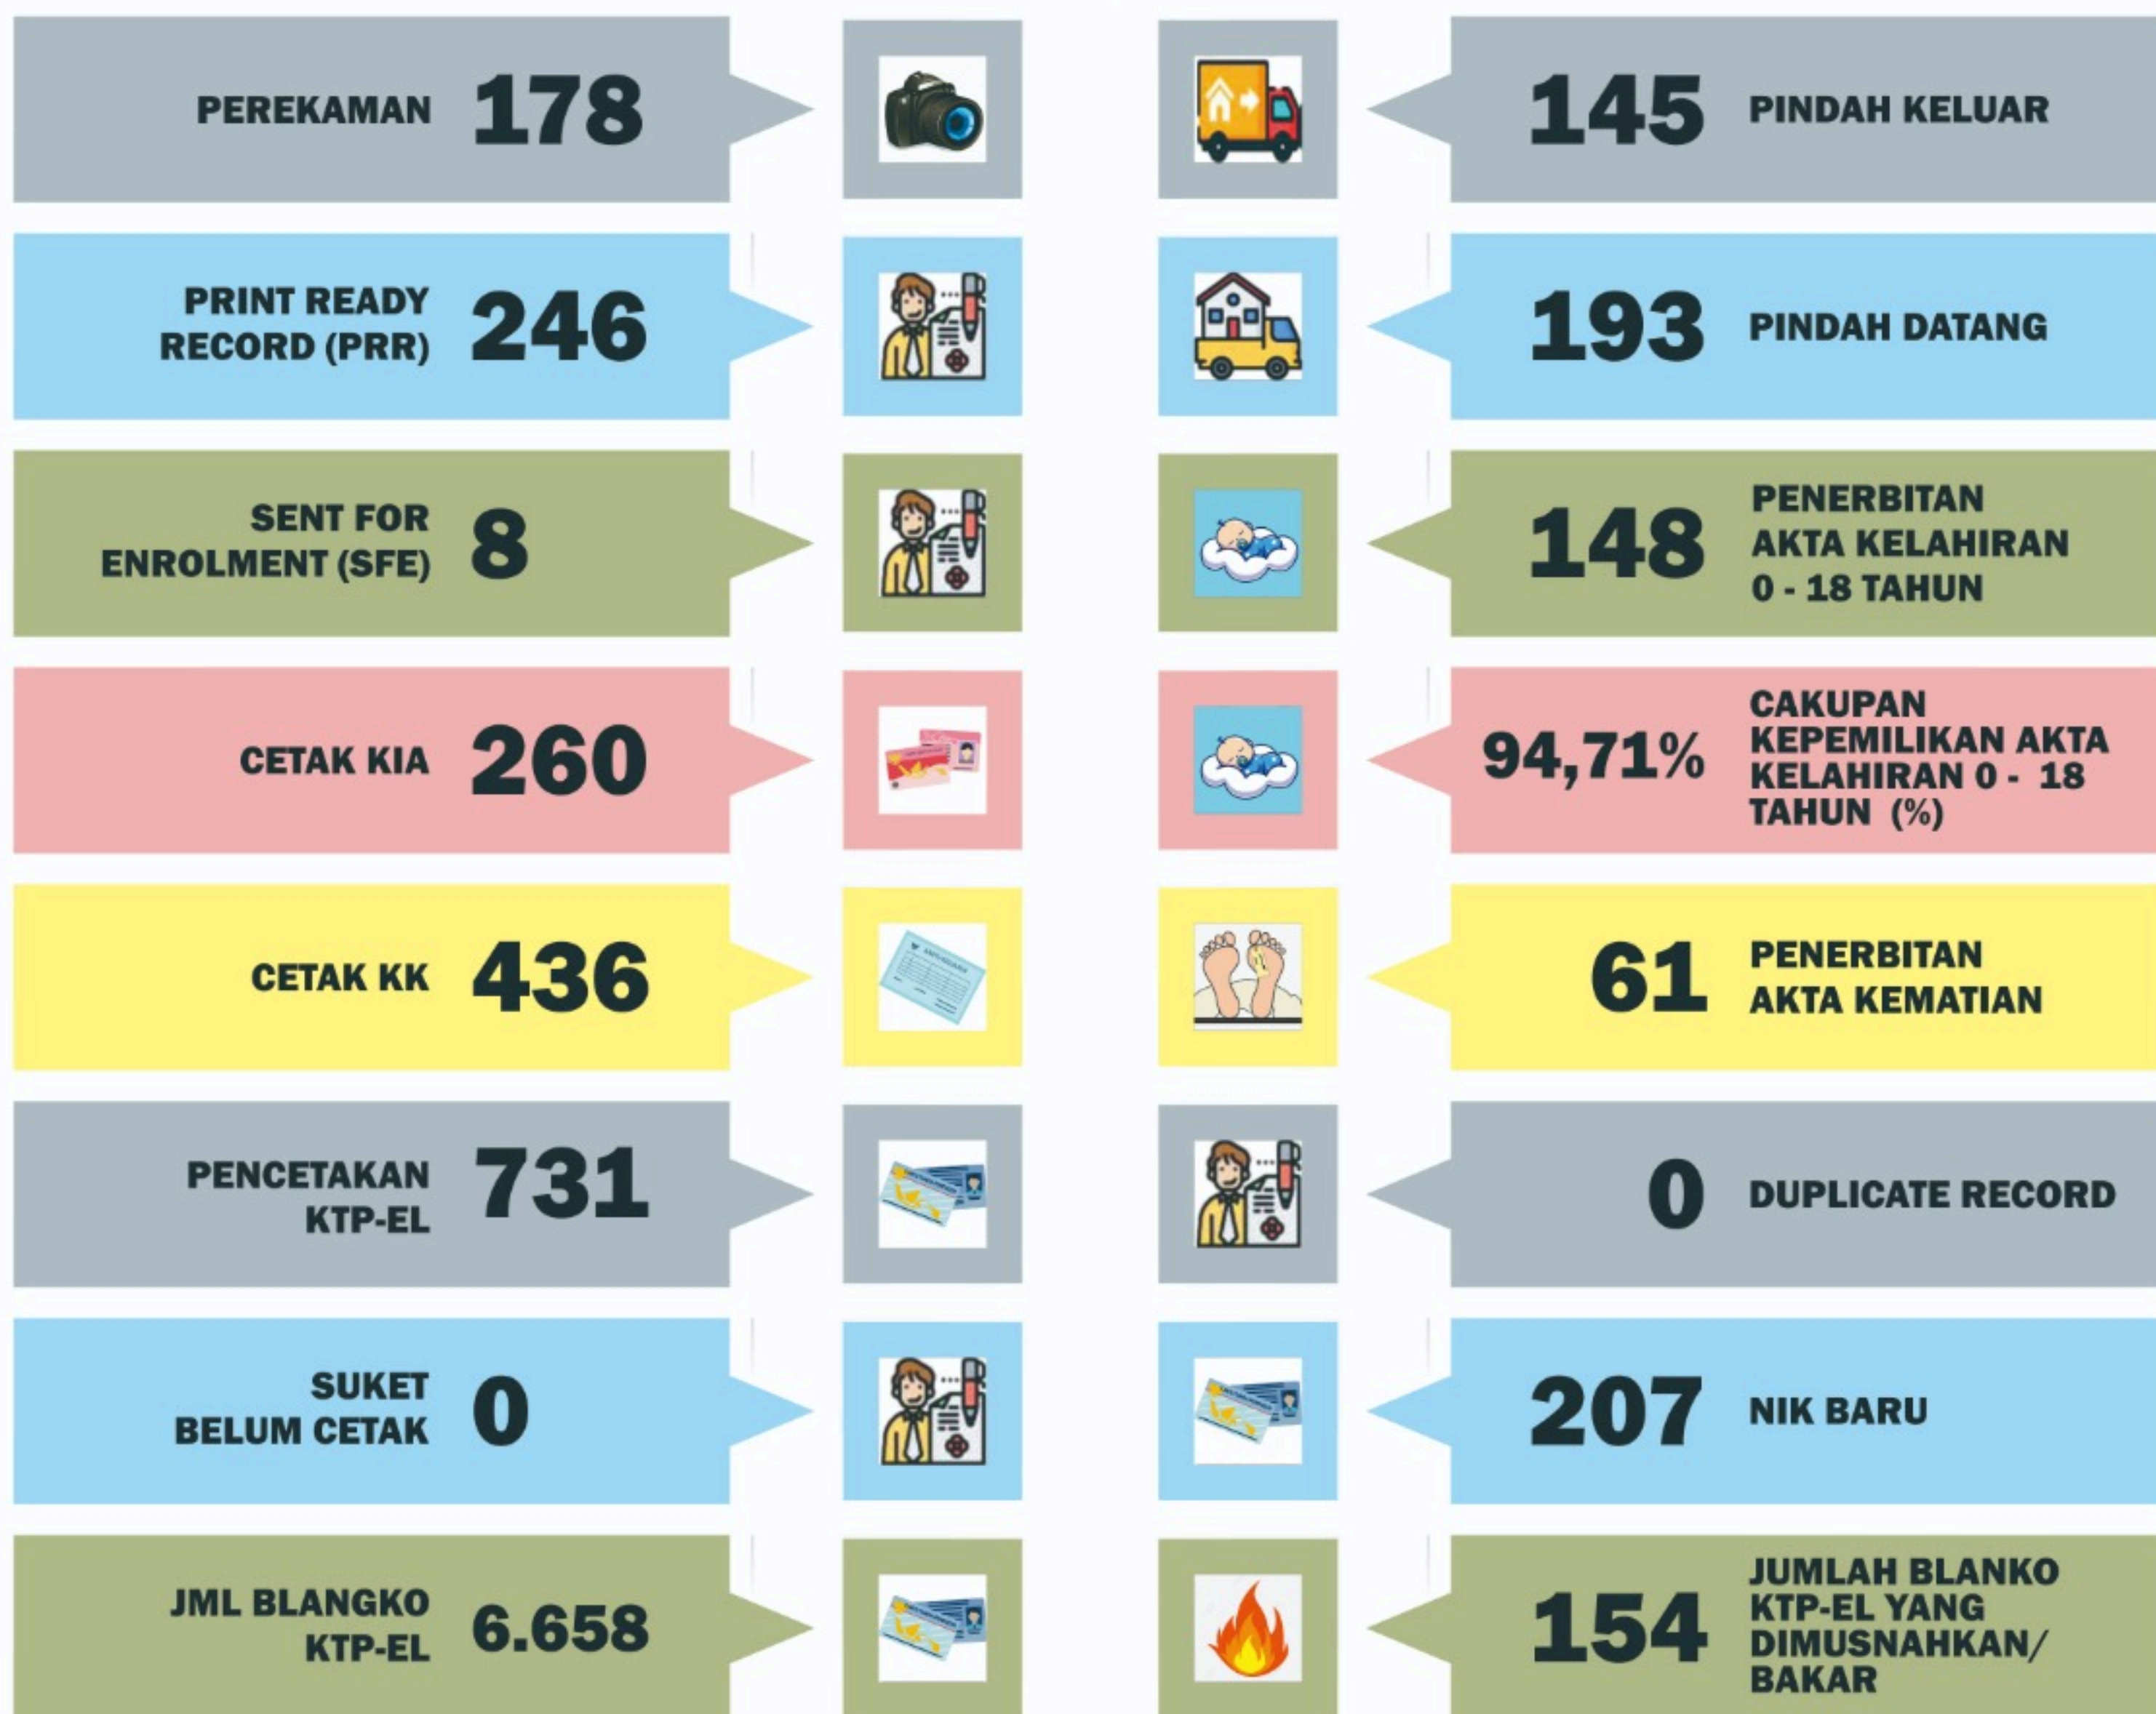 PEREKAMAN 178
145 PINDAH KELUAR
PRINT READY
RECORD (PRR) 246
193 PINDAH DATANG
SENT FOR
ENROLMENT (SFE) 8
148 PENERBITAN
AKTA KELAHIRAN
0 - 18 TAHUN
CETAK KIA 260
94,71% CAKUPAN
KEPEMILIKAN AKTA
KELAHIRAN 0 - 18
TAHUN (%)
CETAK KK 436
61 PENERBITAN
AKTA KEMATIAN
PENCETAKAN
KTP-EL 731
0 DUPLICATE RECORD
SUKET
BELUM CETAK 0
207 NIK BARU
JML BLANGKO
KTP-EL 6.658
154 JUMLAH BLANKO
KTP-EL YANG
DIMUSNAHKAN/
BAKAR